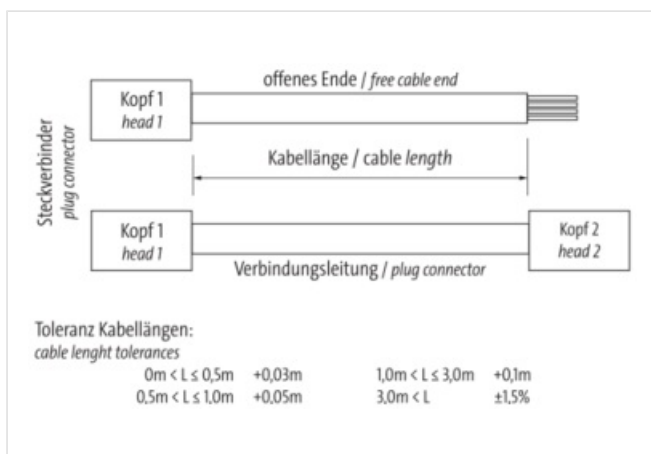 offenes Ende / free cable end
Kopf 1
head 1
Steckverbinder
plug connector
Kabellänge / cable length
Kopf 1
head 1
Kopf 2
head 2
Verbindungsleitung / plug connector
Toleranz Kabellängen:
cable lenght tolerances
0m < L ≤ 0,5m +0,03m 1,0m < L ≤ 3,0m +0,1m
0,5m < L ≤ 1,0m +0,05m 3,0m < L ±1,5%